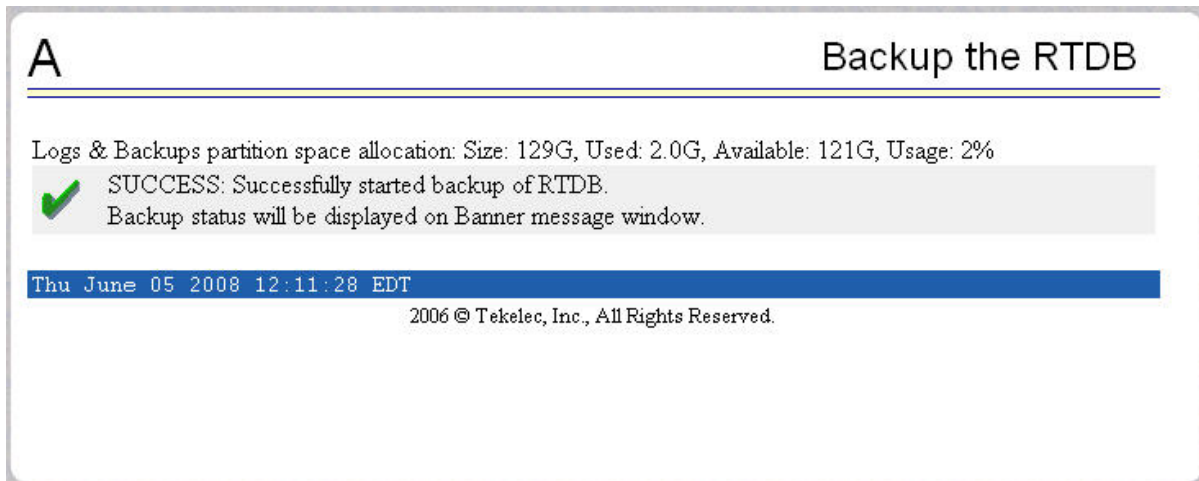 A
Backup the RTDB
Logs & Backups partition space allocation: Size: 129G, Used: 2.0G, Available: 121G, Usage: 2%
SUCCESS: Successfully started backup of RTDB.
Backup status will be displayed on Banner message window.
Thu June 05 2008 12:11:28 EDT
2006 © Tekelec, Inc., All Rights Reserved.